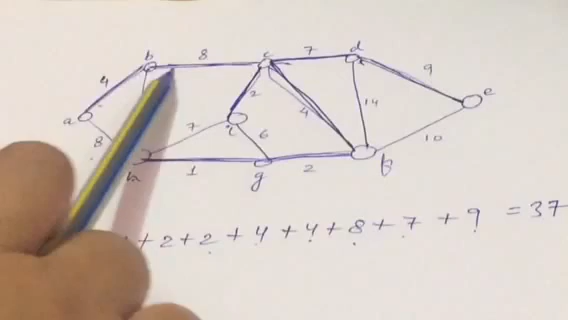 b 8 c 7 d
4 9
a 2 e
7 i 4 14
8 6 10
h 1 g 2 f
+ 2 + 2 + 4 + 4 + 8 + 7 + 9 = 37